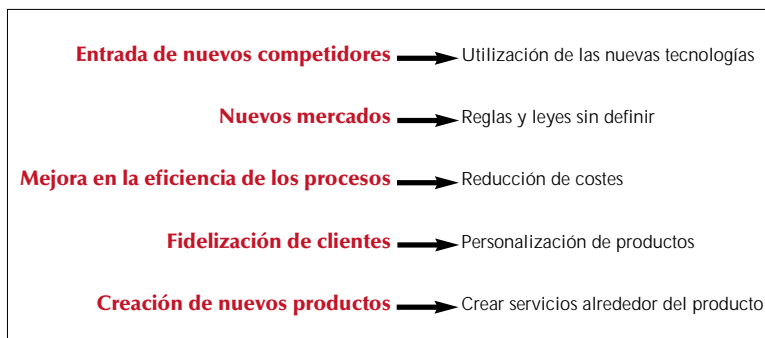 Entrada de nuevos competidores Utilización de las nuevas tecnologías
Nuevos mercados Reglas y leyes sin definir
Mejora en la eficiencia de los procesos Reducción de costes
Fidelización de clientes Personalización de productos
Creación de nuevos productos Crear servicios alrededor del producto